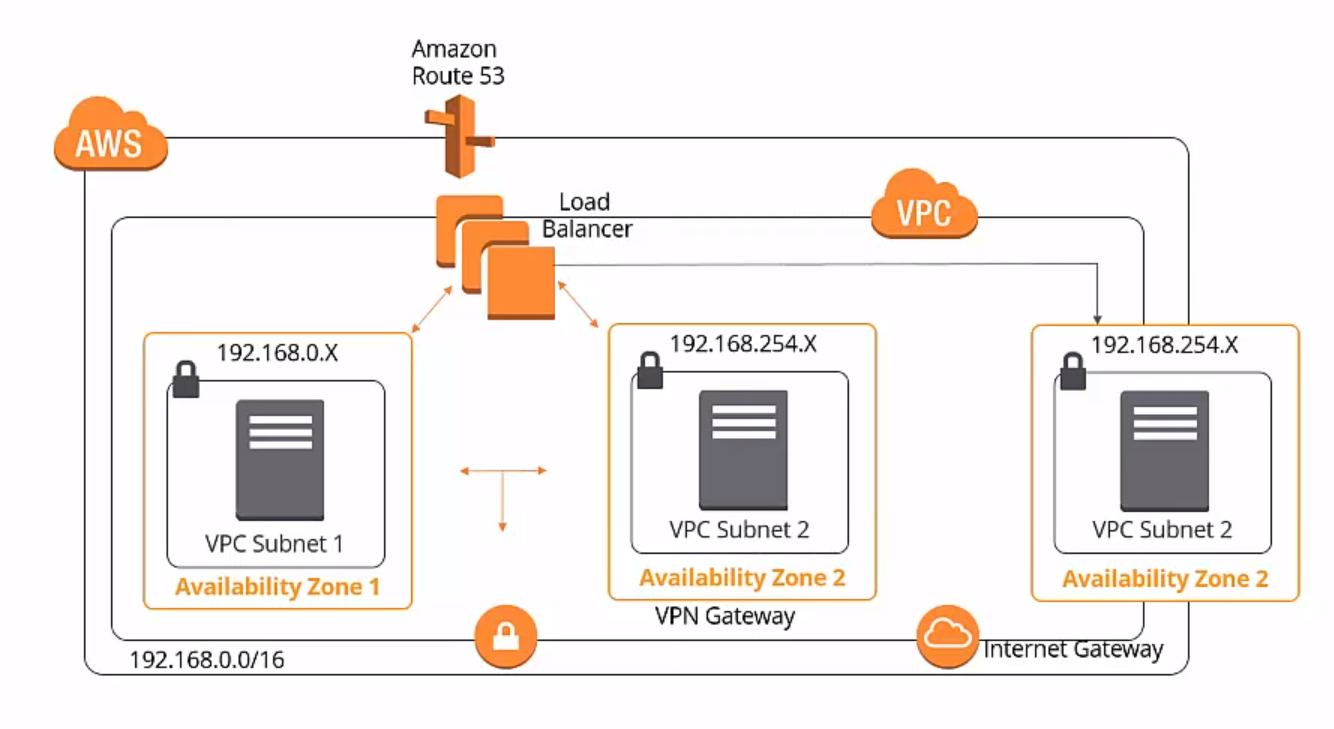 Amazon
Route 53
AWS
Load
Balancer
VPC
192.168.0.X
VPC Subnet 1
Availability Zone 1
192.168.254.X
VPC Subnet 2
Availability Zone 2
192.168.254.X
VPC Subnet 2
Availability Zone 2
VPN Gateway
Internet Gateway
192.168.0.0/16